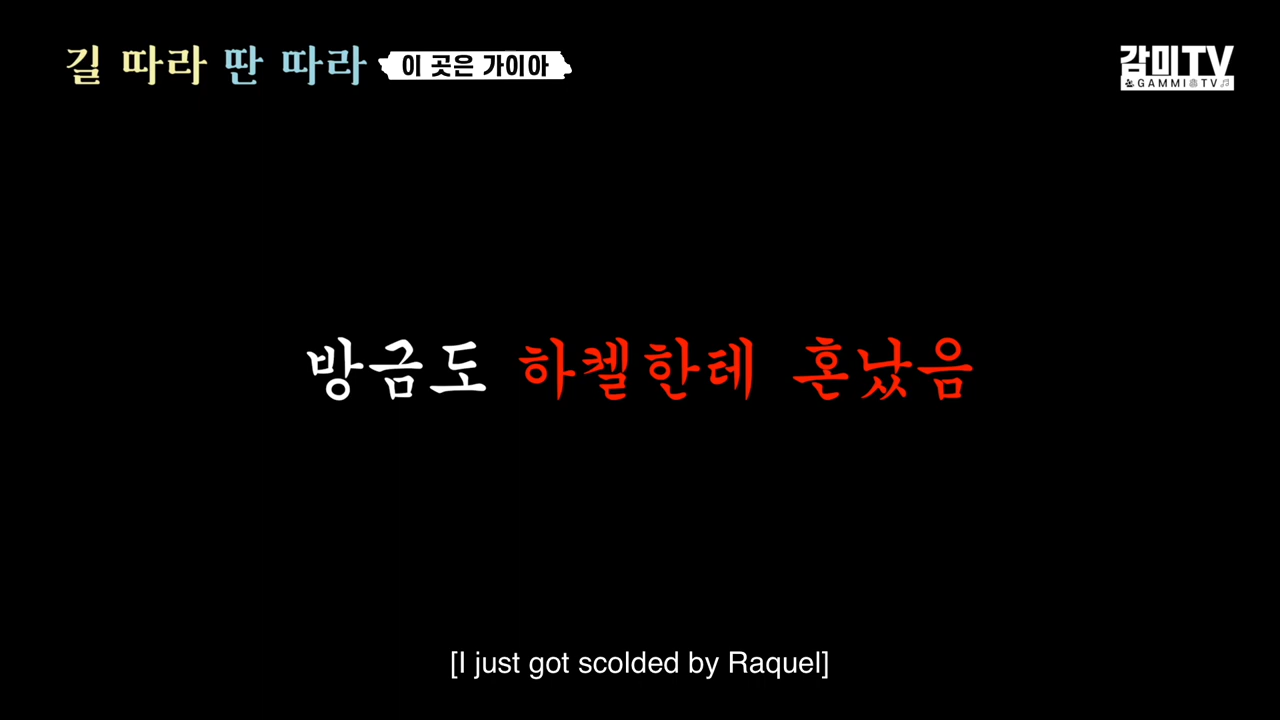 길 따라 딴 따라 이 곳은 가이아
감미TV
GAMMI TV
방금도 하켈한테 혼났음
[I just got scolded by Raquel]